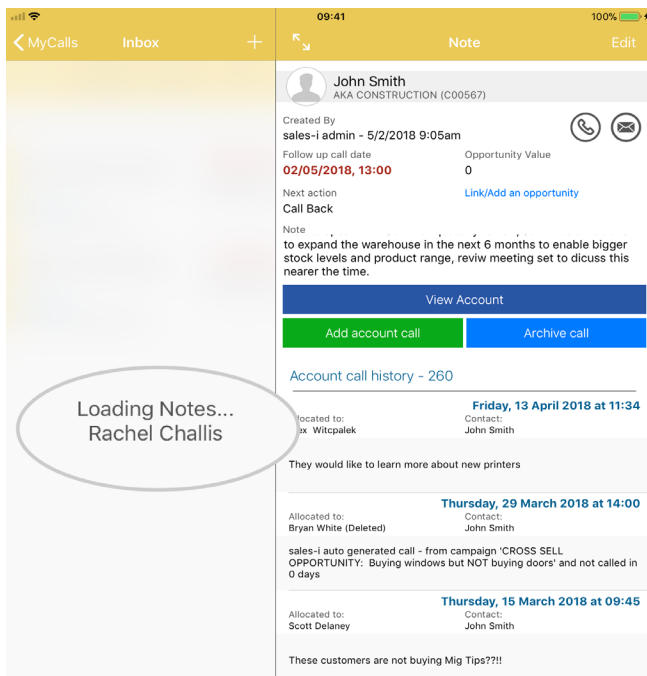 09:41
100%
MyCalls
Inbox
Note
Edit
John Smith
AKA CONSTRUCTION (C00567)
Created By
sales-i admin - 5/2/2018 9:05am
Follow up call date
Opportunity Value
02/05/2018, 13:00
0
Next action
Link/Add an opportunity
Call Back
Note
to expand the warehouse in the next 6 months to enable bigger
stock levels and product range, reviw meeting set to dicuss this
nearer the time.
View Account
Add account call
Archive call
Account call history - 260
Loading Notes...
Rachel Challis
Friday, 13 April 2018 at 11:34
located to:
Contact:
ex Witcpalek
John Smith
They would like to learn more about new printers
Thursday, 29 March 2018 at 14:00
Allocated to:
Contact:
Bryan White (Deleted)
John Smith
sales-i auto generated call - from campaign 'CROSS SELL
OPPORTUNITY: Buying windows but NOT buying doors' and not called in
0 days
Thursday, 15 March 2018 at 09:45
Allocated to:
Contact:
Scott Delaney
John Smith
These customers are not buying Mig Tips??!!